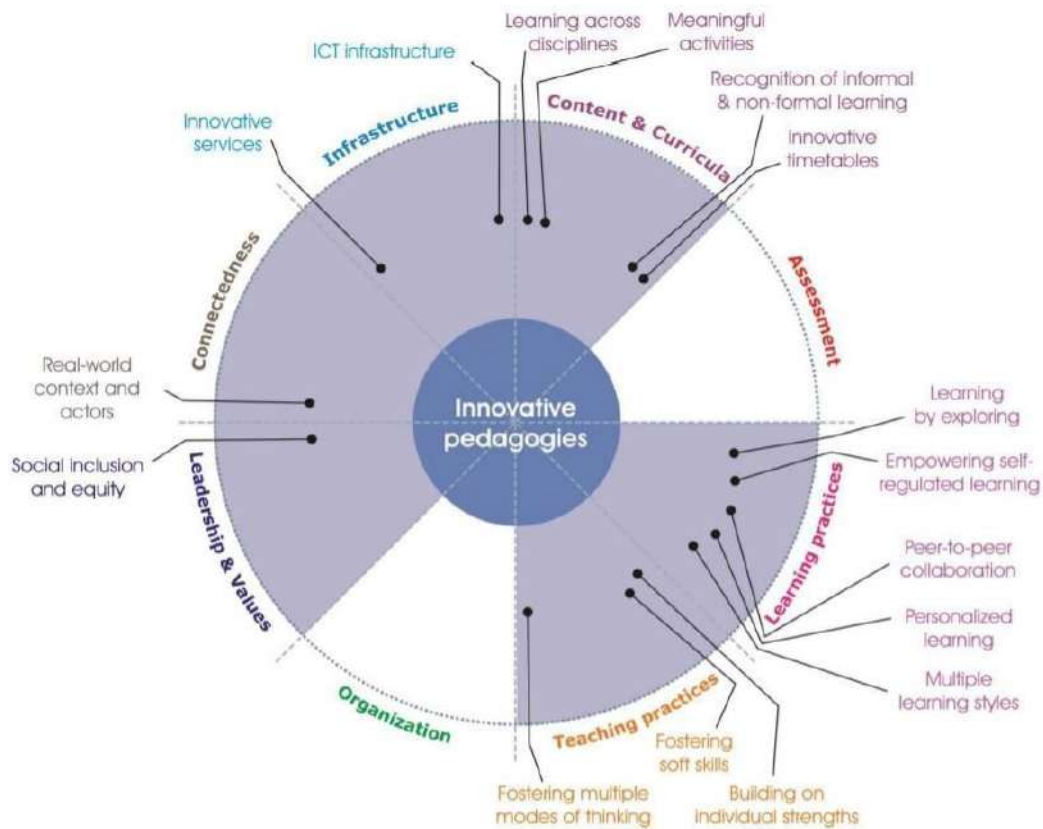 Learning across
disciplines
Meaningful
activities
ICT infrastructure
Recognition of informal
& non-formal learning
Innovative
services
Infrastructure
Content & Curricula
Innovative
timetables
Connectedness
Assessment
Real-world
context and
actors
Innovative
pedagogies
Learning
by exploring
Social inclusion
and equity
Empowering self-
regulated learning
Leadership & Values
Learning practices
Peer-to-peer
collaboration
Personalized
learning
Multiple
learning styles
Organization
Teaching practices
Fostering
soft skills
Fostering multiple
modes of thinking
Building on
individual strengths